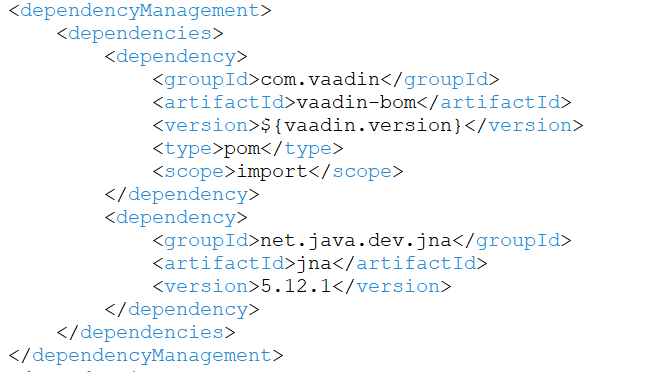 <dependencyManagement>
    <dependencies>
        <dependency>
            <groupId>com.vaadin</groupId>
            <artifactId>vaadin-bom</artifactId>
            <version>${vaadin.version}</version>
            <type>pom</type>
            <scope>import</scope>
        </dependency>
        <dependency>
            <groupId>net.java.dev.jna</groupId>
            <artifactId>jna</artifactId>
            <version>5.12.1</version>
        </dependency>
    </dependencies>
</dependencyManagement>